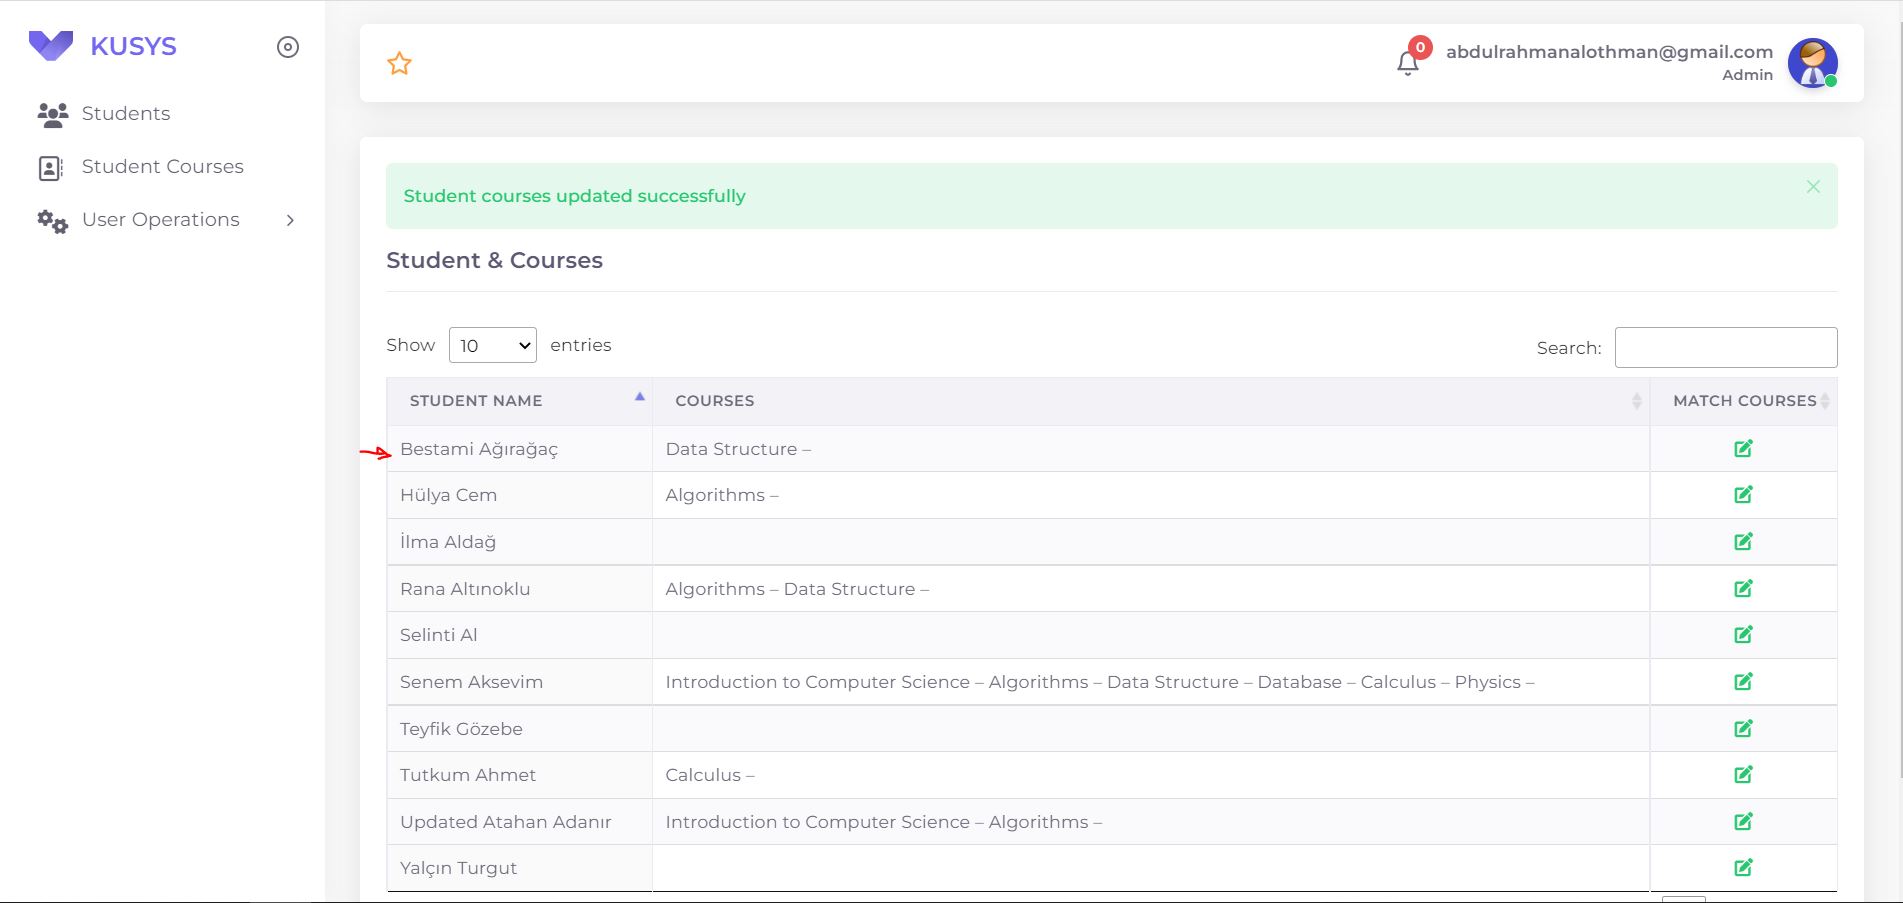 KUSYS
Students
Student Courses
User Operations
0
abdulrahmanalothman@gmail.com
Admin
Student courses updated successfully
Student & Courses
Show 10 entries
Search:
STUDENT NAME COURSES MATCH COURSES
Bestami Ağırağaç Data Structure –
Hülya Cem Algorithms –
İlma Aldağ
Rana Altınoklu Algorithms – Data Structure –
Selinti Al
Senem Aksevim Introduction to Computer Science – Algorithms – Data Structure – Database – Calculus – Physics –
Teyfik Gözebe
Tutkum Ahmet Calculus –
Updated Atahan Adanır Introduction to Computer Science – Algorithms –
Yalçın Turgut